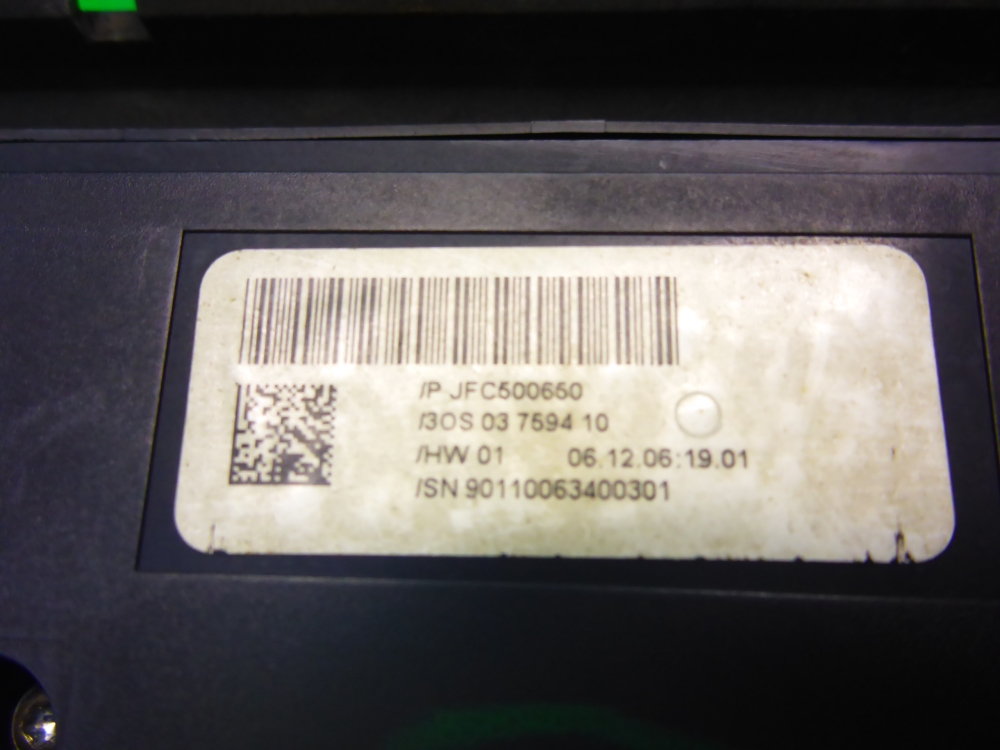 /P JFC500650
/3OS 03 7594 10
/HW 01 06.12.06:19.01
/SN 90110063400301